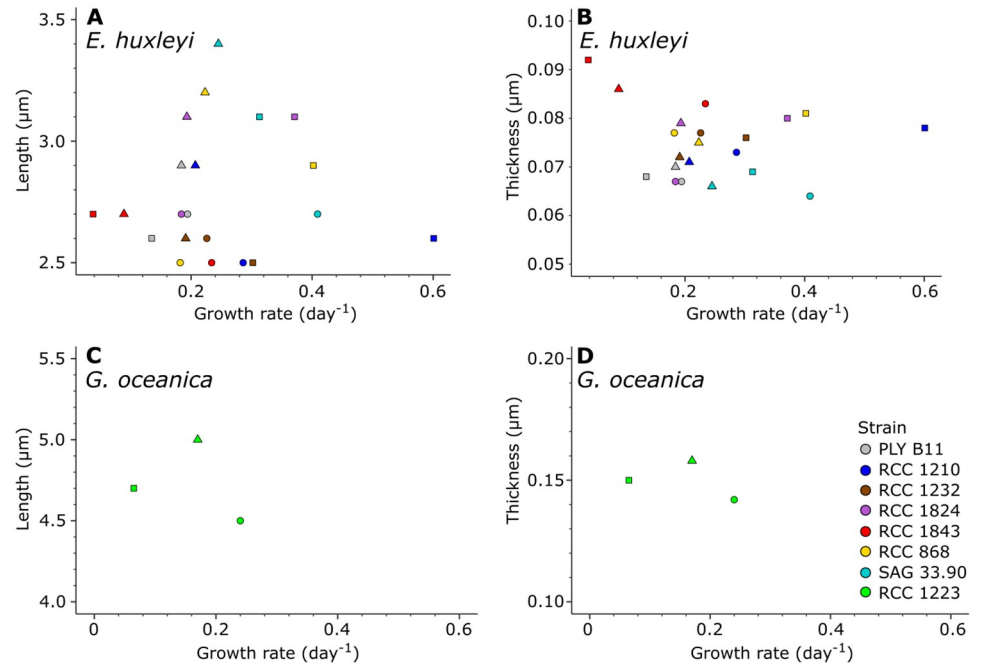 A
E. huxleyi
3.5
3.0
2.5
Length (μm)
0.2 0.4 0.6
Growth rate (day-1)
B
E. huxleyi
0.10
0.09
0.08
0.07
0.06
0.05
Thickness (μm)
0.2 0.4 0.6
Growth rate (day-1)
C
G. oceanica
5.5
5.0
4.5
4.0
Length (μm)
0 0.2 0.4 0.6
Growth rate (day-1)
D
G. oceanica
0.20
0.15
0.10
Thickness (μm)
0 0.2 0.4 0.6
Growth rate (day-1)
Strain
PLY B11
RCC 1210
RCC 1232
RCC 1824
RCC 1843
RCC 868
SAG 33.90
RCC 1223